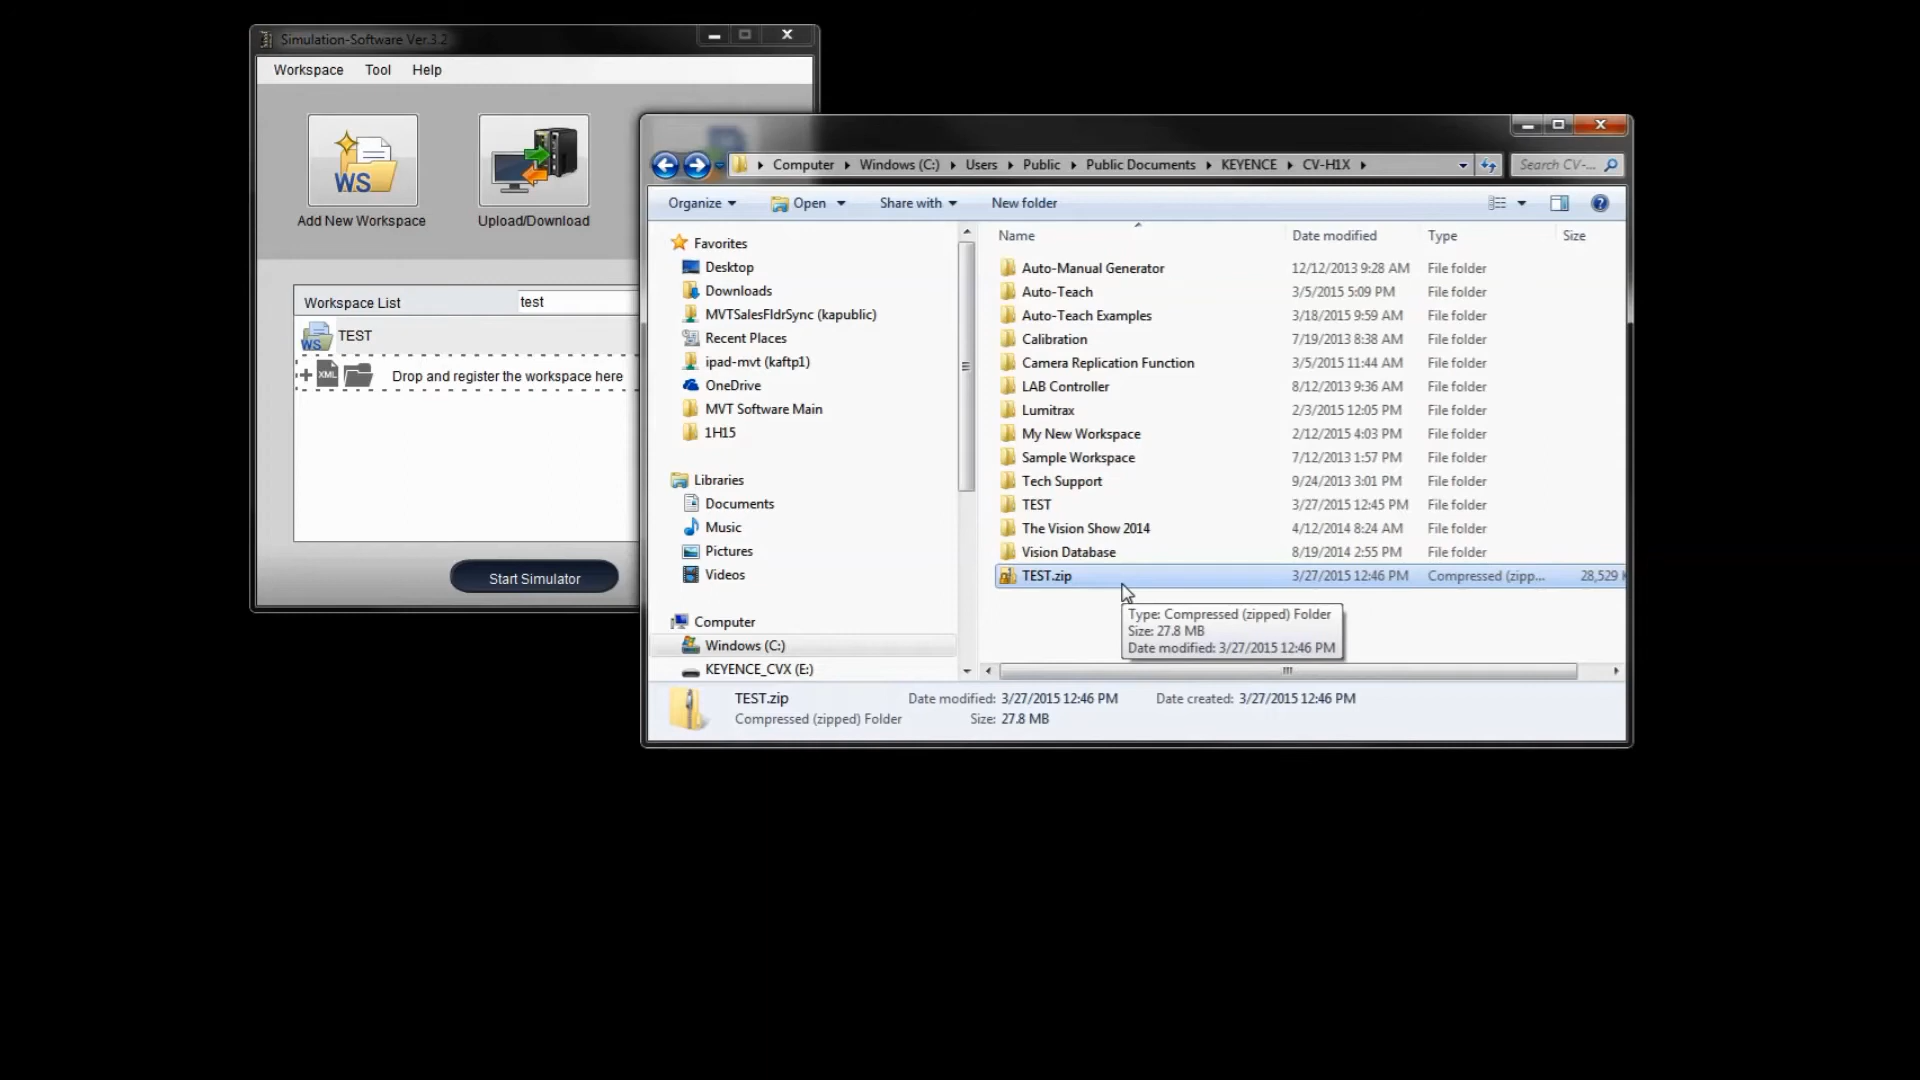 Simulation-Software Ver.3.2
Workspace Tool Help
WS
Add New Workspace Upload/Download
Workspace List test
WS TEST
XML Drop and register the workspace here
Start Simulator
Computer Windows (C:) Users Public Public Documents KEYENCE CV-H1X Search CV-...
Organize Open Share with New folder
Favorites
Desktop
Downloads
MVTSalesFldrSync (kapublic)
Recent Places
ipad-mvt (kaftp1)
OneDrive
MVT Software Main
1H15
Libraries
Documents
Music
Pictures
Videos
Computer
Windows (C:)
KEYENCE_CVX (E:)
Name Date modified Type Size
Auto-Manual Generator 12/12/2013 9:28 AM File folder
Auto-Teach 3/5/2015 5:09 PM File folder
Auto-Teach Examples 3/18/2015 9:59 AM File folder
Calibration 7/19/2013 8:38 AM File folder
Camera Replication Function 3/5/2015 11:44 AM File folder
LAB Controller 8/12/2013 9:36 AM File folder
Lumitrax 2/3/2015 12:05 PM File folder
My New Workspace 2/12/2015 4:03 PM File folder
Sample Workspace 7/12/2013 1:57 PM File folder
Tech Support 9/24/2013 3:01 PM File folder
TEST 3/27/2015 12:45 PM File folder
The Vision Show 2014 4/12/2014 8:24 AM File folder
Vision Database 8/19/2014 2:55 PM File folder
TEST.zip 3/27/2015 12:46 PM Compressed (zipp... 28,529 K
Type: Compressed (zipped) Folder
Size: 27.8 MB
Date modified: 3/27/2015 12:46 PM
TEST.zip Date modified: 3/27/2015 12:46 PM Date created: 3/27/2015 12:46 PM
Compressed (zipped) Folder Size: 27.8 MB